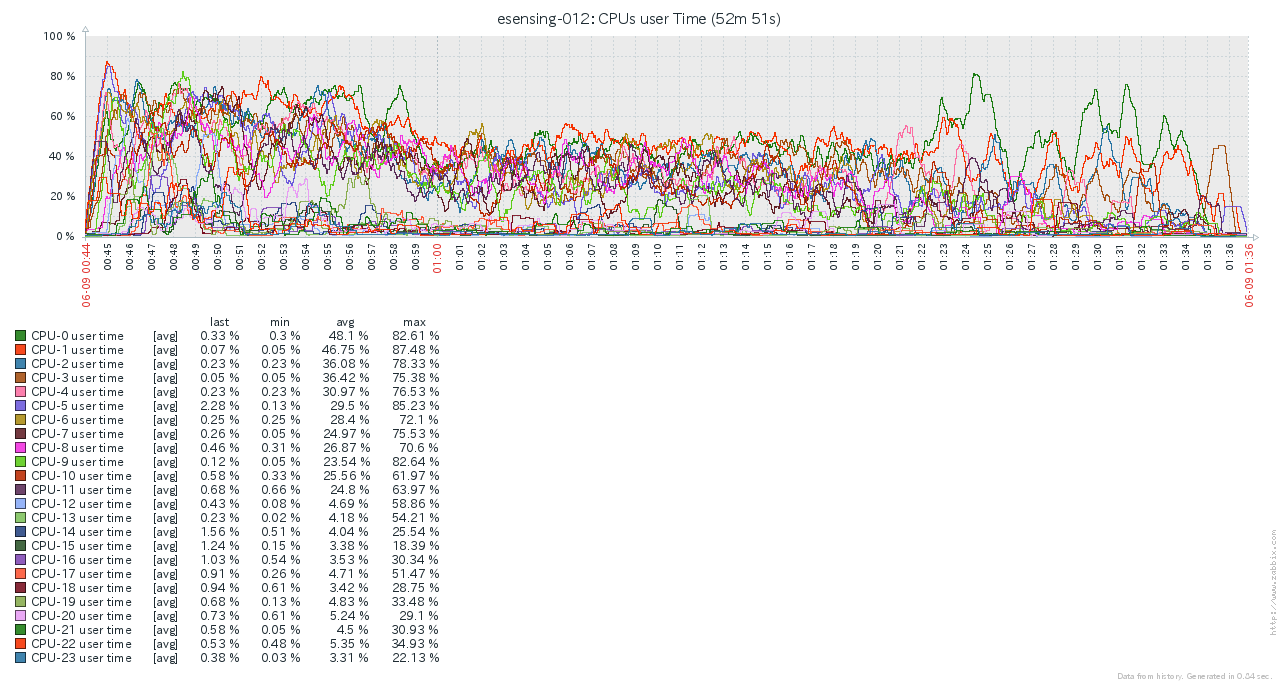 esensing-012: CPUs user Time (52m 51s)
100 %
80 %
60 %
40 %
20 %
0 %
06-09 00:44
00:45
00:46
00:47
00:48
00:49
00:50
00:51
00:52
00:53
00:54
00:55
00:56
00:57
00:58
00:59
01:00
01:01
01:02
01:03
01:04
01:05
01:06
01:07
01:08
01:09
01:10
01:11
01:12
01:13
01:14
01:15
01:16
01:17
01:18
01:19
01:20
01:21
01:22
01:23
01:24
01:25
01:26
01:27
01:28
01:29
01:30
01:31
01:32
01:33
01:34
01:35
01:36
06-09 01:36
last min avg max
CPU-0 user time [avg] 0.33 % 0.3 % 48.1 % 82.61 %
CPU-1 user time [avg] 0.07 % 0.05 % 46.75 % 87.48 %
CPU-2 user time [avg] 0.23 % 0.23 % 36.08 % 78.33 %
CPU-3 user time [avg] 0.05 % 0.05 % 36.42 % 75.38 %
CPU-4 user time [avg] 0.23 % 0.23 % 30.97 % 76.53 %
CPU-5 user time [avg] 2.28 % 0.13 % 29.5 % 85.23 %
CPU-6 user time [avg] 0.25 % 0.25 % 28.4 % 72.1 %
CPU-7 user time [avg] 0.26 % 0.05 % 24.97 % 75.53 %
CPU-8 user time [avg] 0.46 % 0.31 % 26.87 % 70.6 %
CPU-9 user time [avg] 0.12 % 0.05 % 23.54 % 82.64 %
CPU-10 user time [avg] 0.58 % 0.33 % 25.56 % 61.97 %
CPU-11 user time [avg] 0.68 % 0.66 % 24.8 % 63.97 %
CPU-12 user time [avg] 0.43 % 0.08 % 4.69 % 58.86 %
CPU-13 user time [avg] 0.23 % 0.02 % 4.18 % 54.21 %
CPU-14 user time [avg] 1.56 % 0.51 % 4.04 % 25.54 %
CPU-15 user time [avg] 1.24 % 0.15 % 3.38 % 18.39 %
CPU-16 user time [avg] 1.03 % 0.54 % 3.53 % 30.34 %
CPU-17 user time [avg] 0.91 % 0.26 % 4.71 % 51.47 %
CPU-18 user time [avg] 0.94 % 0.61 % 3.42 % 28.75 %
CPU-19 user time [avg] 0.68 % 0.13 % 4.83 % 33.48 %
CPU-20 user time [avg] 0.73 % 0.61 % 5.24 % 29.1 %
CPU-21 user time [avg] 0.58 % 0.05 % 4.5 % 30.93 %
CPU-22 user time [avg] 0.53 % 0.48 % 5.35 % 34.93 %
CPU-23 user time [avg] 0.38 % 0.03 % 3.31 % 22.13 %
http://www.zabbix.com
Data from history. Generated in 0.84 sec.